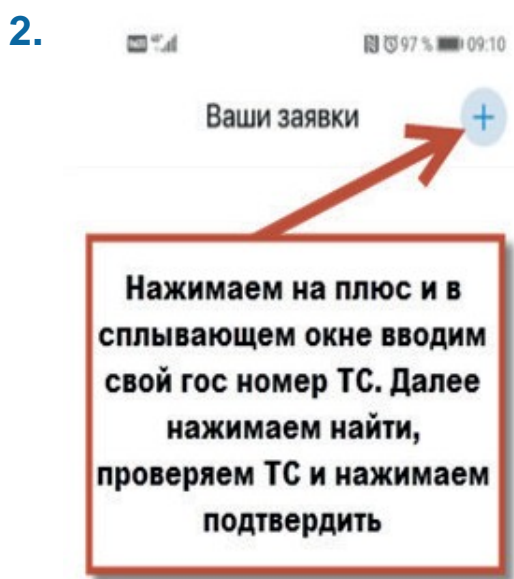 2.
97 % 09:10
Ваши заявки
+
Нажимаем на плюс и в
сплывающем окне вводим
свой гос номер ТС. Далее
нажимаем найти,
проверяем ТС и нажимаем
подтвердить